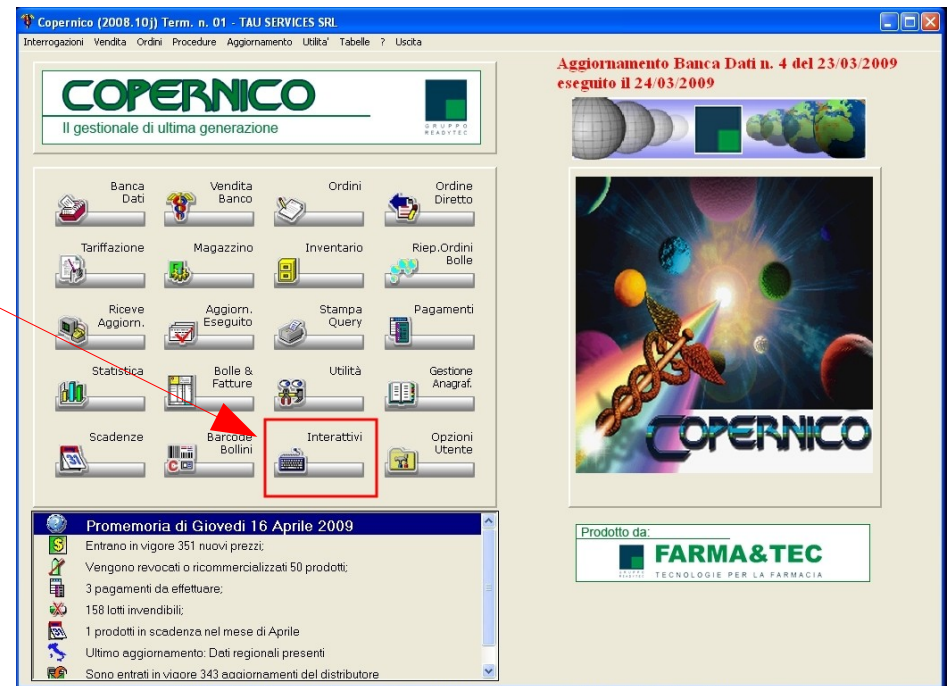 Copernico (2008.10j) Term. n. 01 - TAU SERVICES SRL
Interrogazioni Vendita Ordini Procedure Aggiornamento Utilita' Tabelle ? Uscita
COPERNICO
Il gestionale di ultima generazione
GRUPPO
READYTEC
Aggiornamento Banca Dati n. 4 del 23/03/2009
eseguito il 24/03/2009
Banca
Dati
Vendita
Banco
Ordini
Ordine
Diretto
Tariffazione
Magazzino
Inventario
Riep.Ordini
Bolle
Riceve
Aggiorn.
Aggiorn.
Eseguito
Stampa
Query
Pagamenti
Statistica
Bolle &
Fatture
Utilità
Gestione
Anagraf.
Scadenze
Barcode
Bollini
Interattivi
Opzioni
Utente
COPERNICO
Promemoria di Giovedi 16 Aprile 2009
Entrano in vigore 351 nuovi prezzi;
Vengono revocati o ricommercializzati 50 prodotti;
3 pagamenti da effettuare;
158 lotti invendibili;
1 prodotti in scadenza nel mese di Aprile
Ultimo aggiornamento: Dati regionali presenti
Sono entrati in vigore 343 aggiornamenti del distributore
Prodotto da:
FARMA&TEC
TECNOLOGIE PER LA FARMACIA